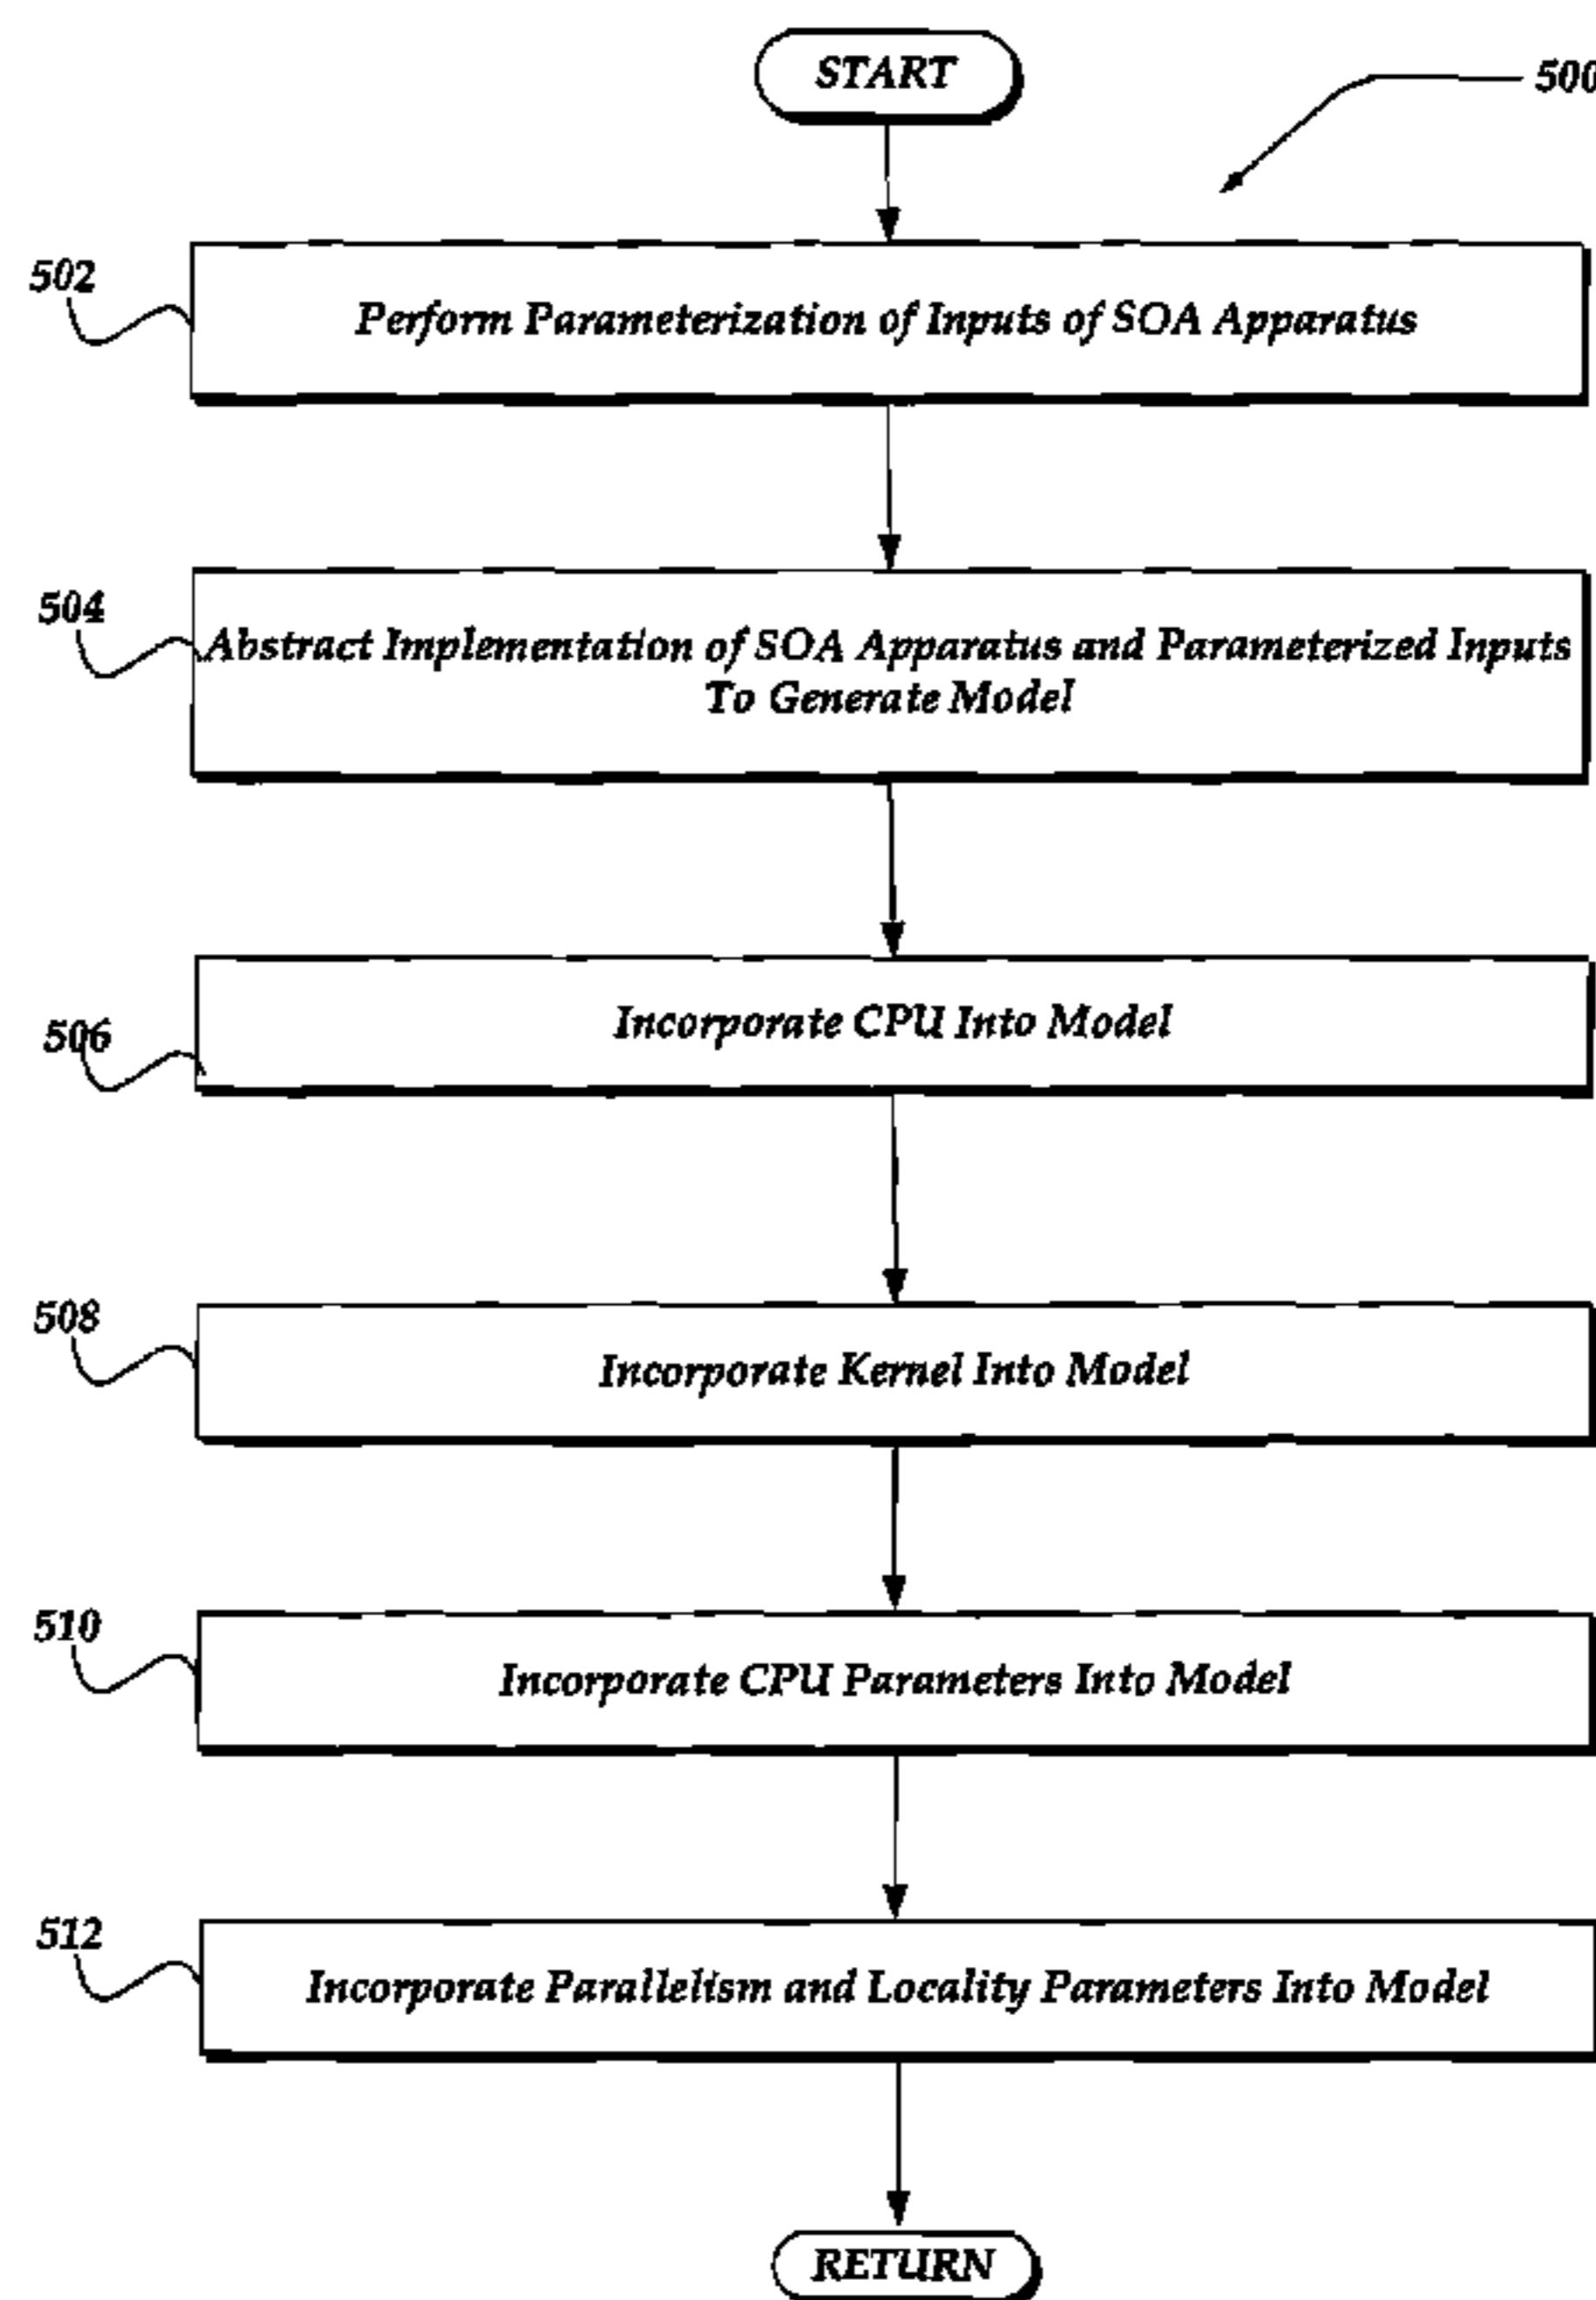 START
500
502
Perform Parameterization of Inputs of SOA Apparatus
504
Abstract Implementation of SOA Apparatus and Parameterized Inputs
To Generate Model
506
Incorporate CPU Into Model
508
Incorporate Kernel Into Model
510
Incorporate CPU Parameters Into Model
512
Incorporate Parallelism and Locality Parameters Into Model
RETURN